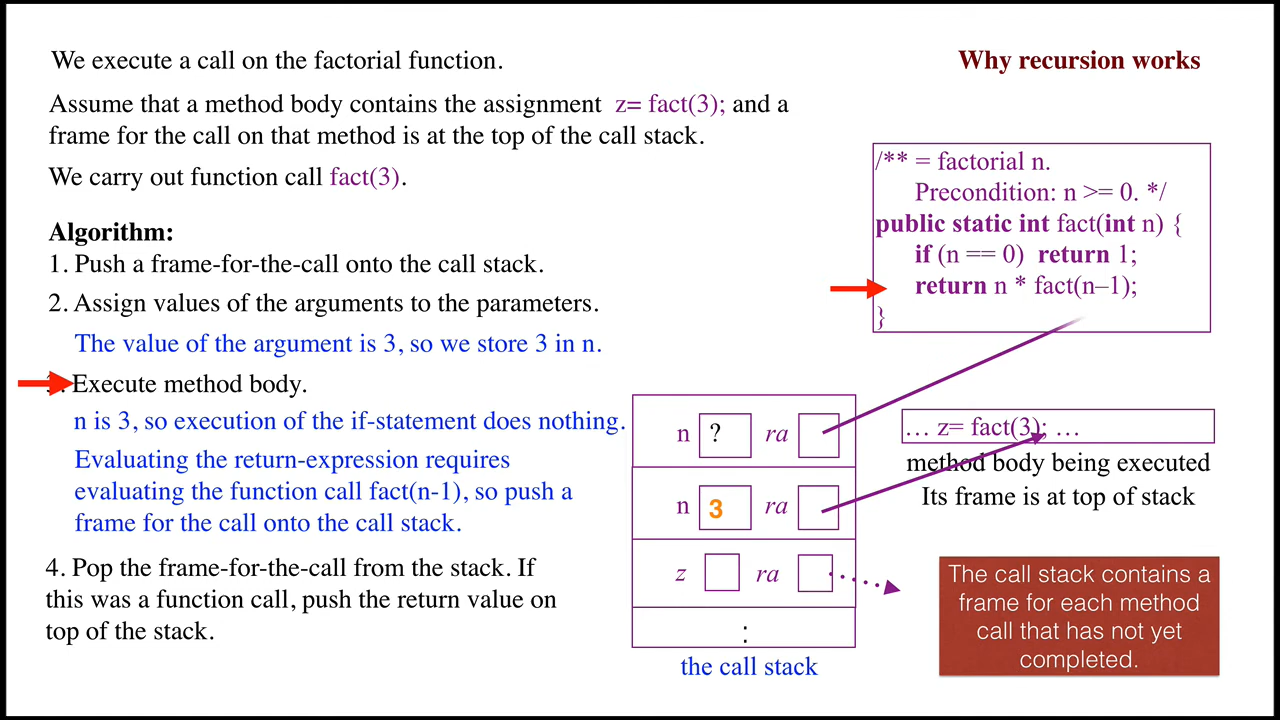 We execute a call on the factorial function.
Why recursion works
Assume that a method body contains the assignment z= fact(3); and a
frame for the call on that method is at the top of the call stack.
We carry out function call fact(3).
Algorithm:
1. Push a frame-for-the-call onto the call stack.
2. Assign values of the arguments to the parameters.
The value of the argument is 3, so we store 3 in n.
3. Execute method body.
n is 3, so execution of the if-statement does nothing.
Evaluating the return-expression requires
evaluating the function call fact(n-1), so push a
frame for the call onto the call stack.
4. Pop the frame-for-the-call from the stack. If
this was a function call, push the return value on
top of the stack.
/** = factorial n.
Precondition: n >= 0. */
public static int fact(int n) {
if (n == 0) return 1;
return n * fact(n–1);
}
n ? ra
n 3 ra
z ra
:
the call stack
… z= fact(3); …
method body being executed
Its frame is at top of stack
The call stack contains a
frame for each method
call that has not yet
completed.